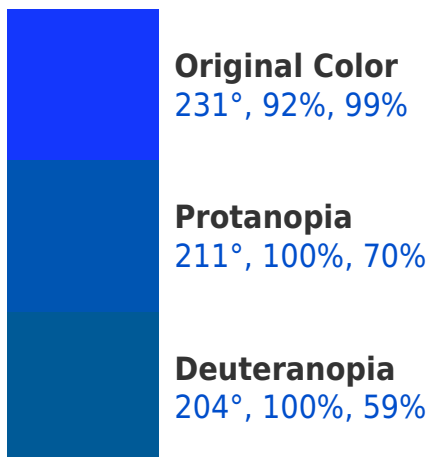 Original Color
231°, 92%, 99%
Protanopia
211°, 100%, 70%
Deuteranopia
204°, 100%, 59%